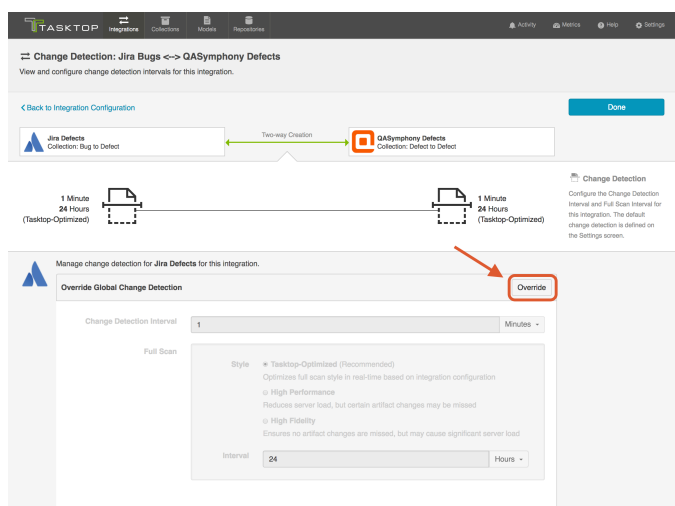 TASKTOP
Integrations
Collections
Models
Repositories
Activity
Metrics
Help
Settings
Change Detection: Jira Bugs <--> QASymphony Defects
View and configure change detection intervals for this integration.
Back to Integration Configuration
Done
Jira Defects
Collection: Bug to Defect
Two-way Creation
QASymphony Defects
Collection: Defect to Defect
1 Minute
24 Hours
(Tasktop-Optimized)
1 Minute
24 Hours
(Tasktop-Optimized)
Change Detection
Configure the Change Detection
Interval and Full Scan Interval for
this integration. The default
change detection is defined on
the Settings screen.
Manage change detection for Jira Defects for this integration.
Override Global Change Detection
Override
Change Detection Interval
1
Minutes
Full Scan
Style
Tasktop-Optimized (Recommended)
Optimizes full scan style in real-time based on integration configuration
High Performance
Reduces server load, but certain artifact changes may be missed
High Fidelity
Ensures no artifact changes are missed, but may cause significant server load
Interval
24
Hours